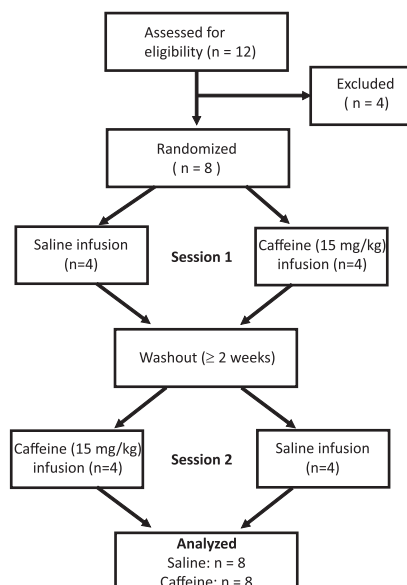 Assessed for
eligibility (n = 12)
Excluded
( n = 4)
Randomized
( n = 8 )
Saline infusion
(n=4)
Session 1
Caffeine (15 mg/kg)
infusion (n=4)
Washout (≥ 2 weeks)
Caffeine (15 mg/kg)
infusion (n=4)
Session 2
Saline infusion
(n=4)
Analyzed
Saline: n = 8
Caffeine: n = 8